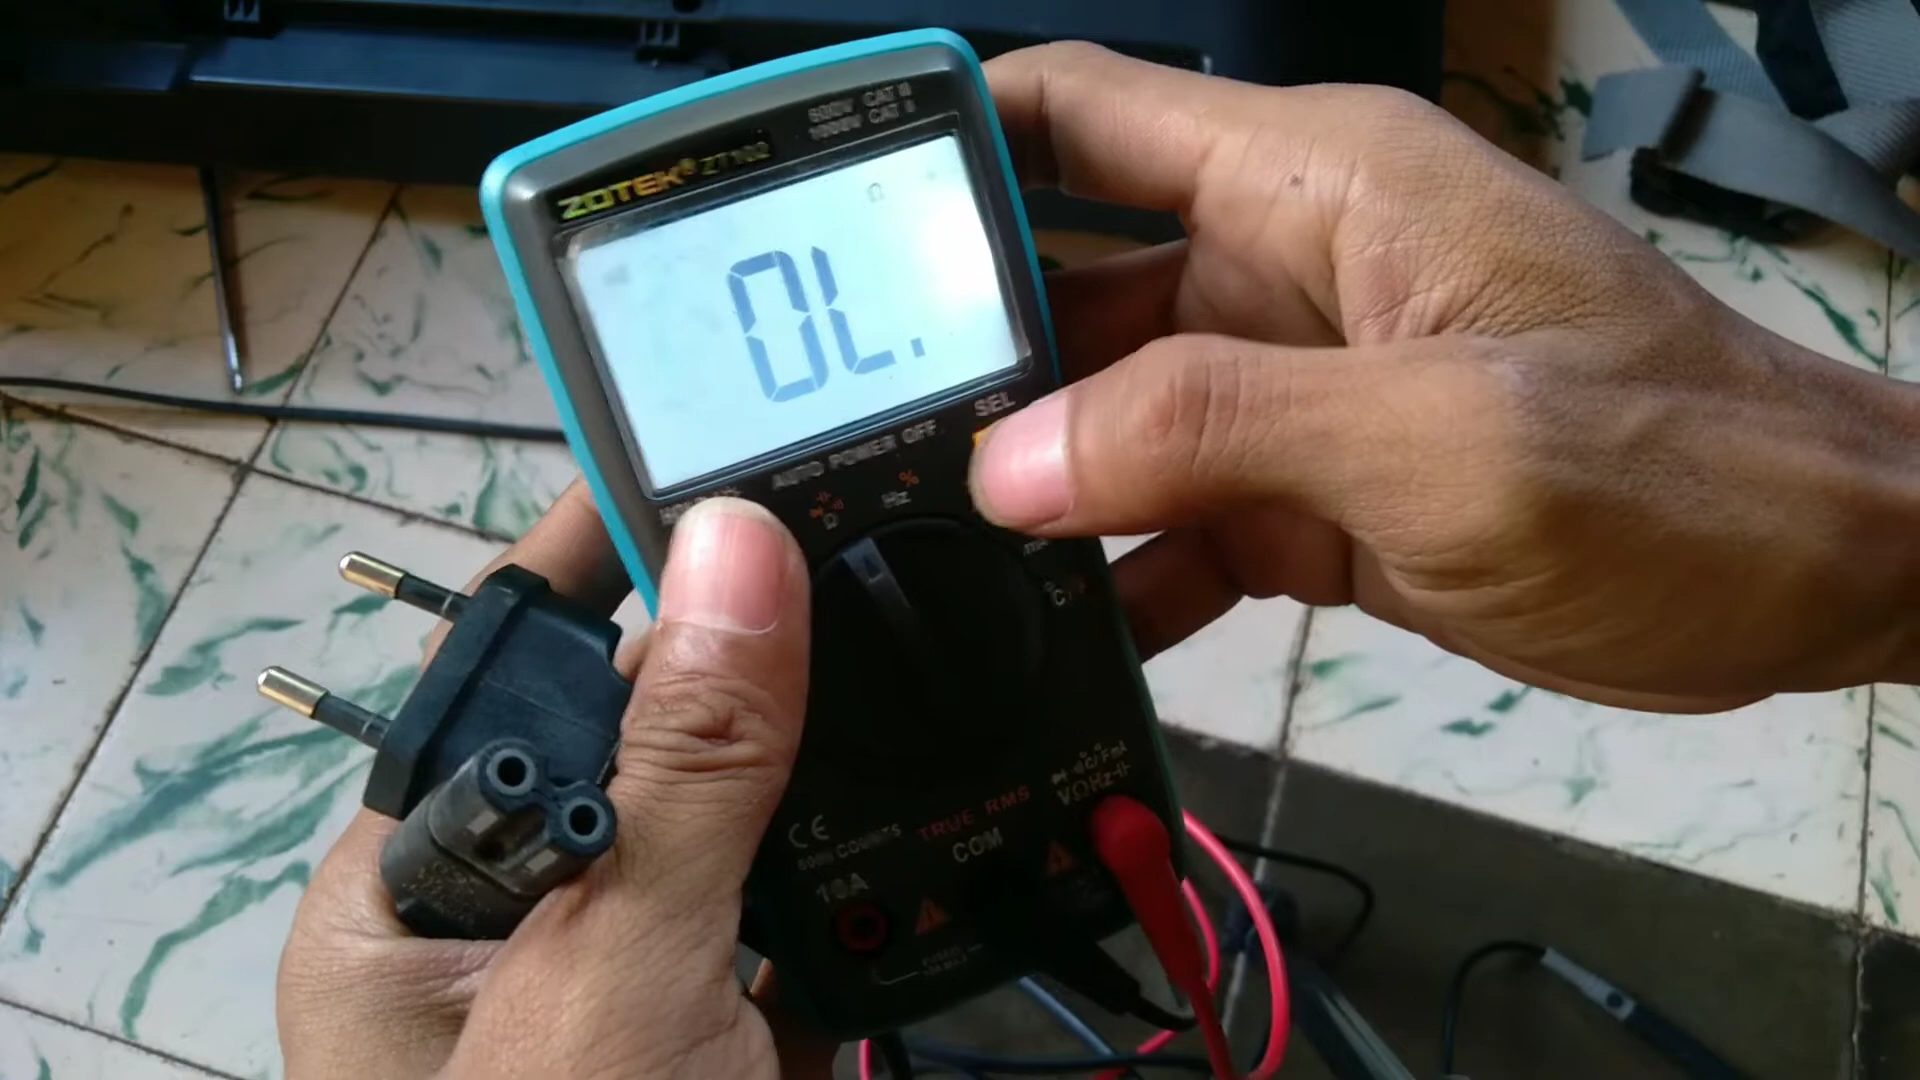 600V CAT III
1000V CAT II
ZOTEK® ZT102
Ω
0L.
SEL
AUTO POWER OFF
Ω
Hz %
°C
CE
6000 COUNTS
TRUE RMS
VΩHz
COM
10A